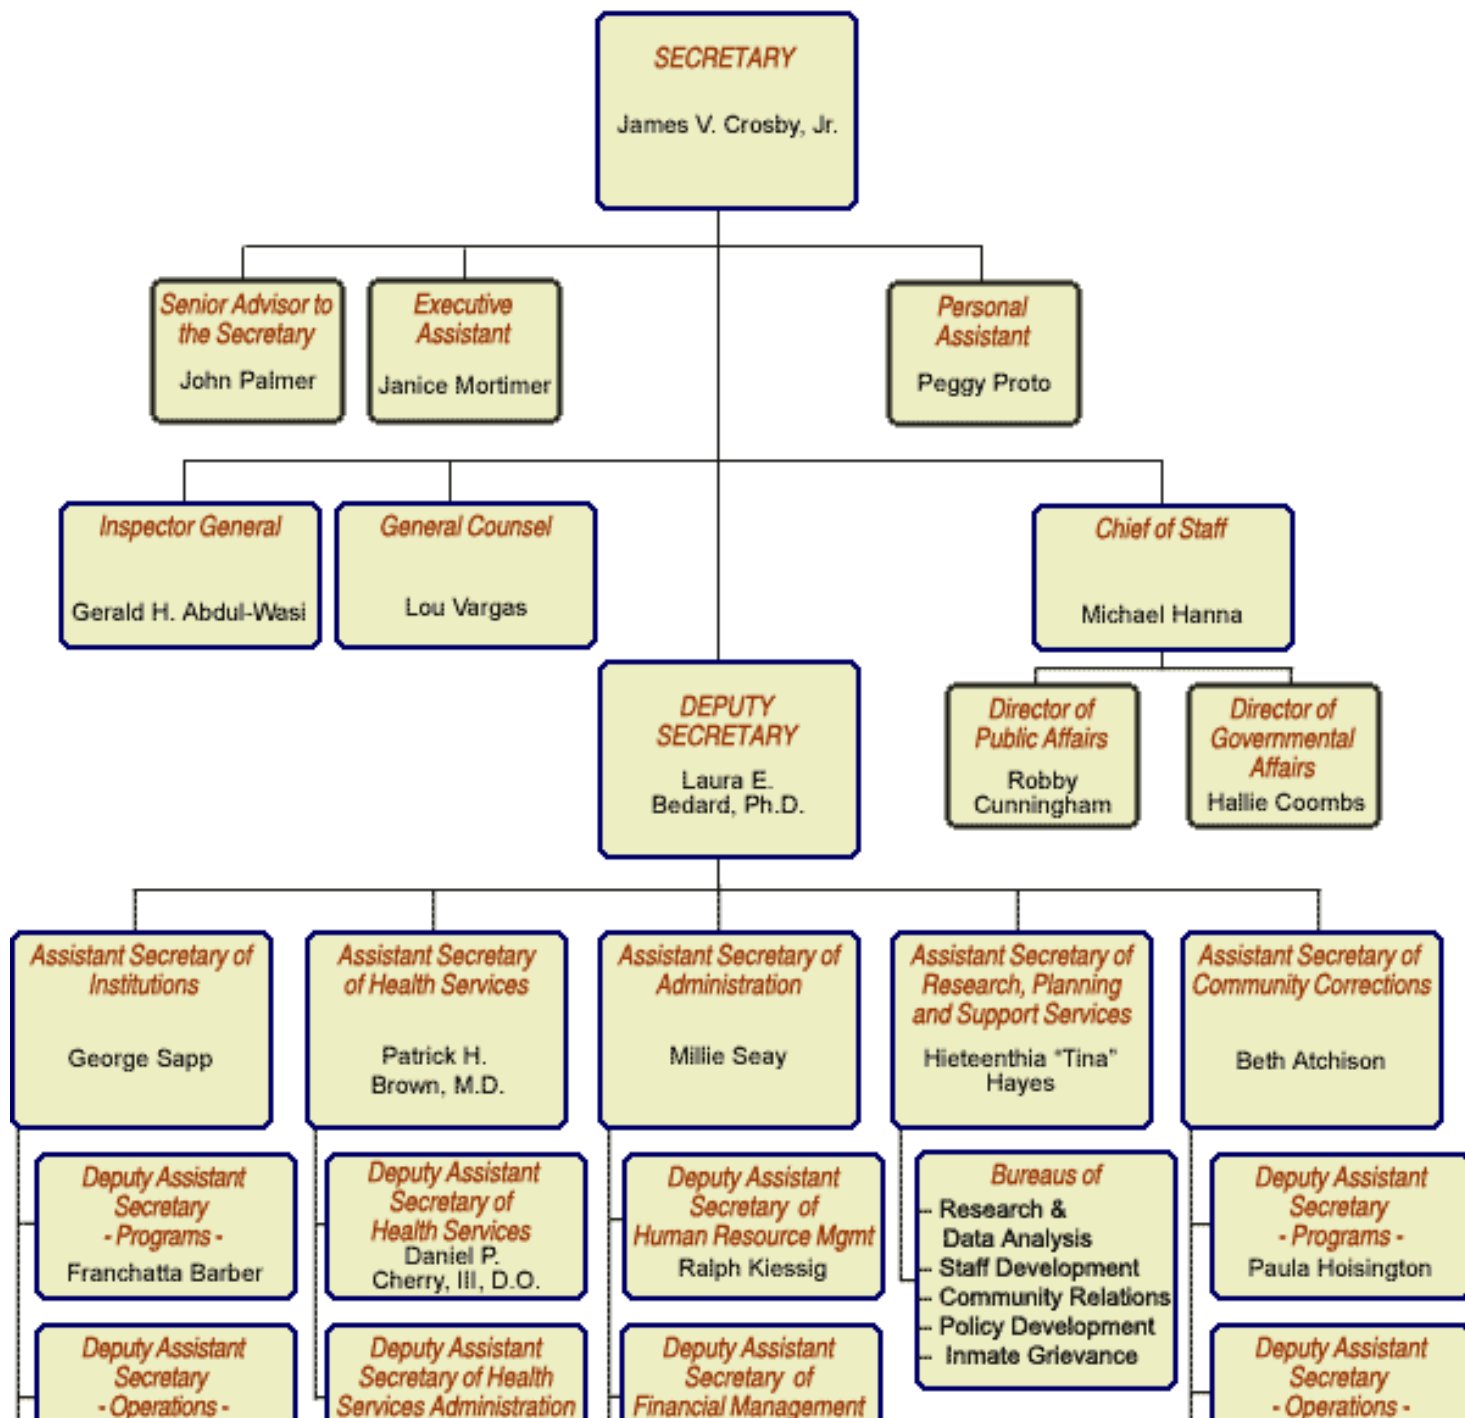 SECRETARY
James V. Crosby, Jr.
Senior Advisor to
the Secretary
John Palmer
Executive
Assistant
Janice Mortimer
Personal
Assistant
Peggy Proto
Inspector General
Gerald H. Abdul-Wasi
General Counsel
Lou Vargas
Chief of Staff
Michael Hanna
DEPUTY
SECRETARY
Laura E.
Bedard, Ph.D.
Director of
Public Affairs
Robby
Cunningham
Director of
Governmental
Affairs
Hallie Coombs
Assistant Secretary of
Institutions
George Sapp
Assistant Secretary
of Health Services
Patrick H.
Brown, M.D.
Assistant Secretary of
Administration
Millie Seay
Assistant Secretary of
Research, Planning
and Support Services
Hieteenthia "Tina"
Hayes
Assistant Secretary of
Community Corrections
Beth Atchison
Deputy Assistant
Secretary
- Programs -
Franchatta Barber
Deputy Assistant
Secretary of
Health Services
Daniel P.
Cherry, III, D.O.
Deputy Assistant
Secretary of
Human Resource Mgmt
Ralph Kiessig
Bureaus of
- Research &
Data Analysis
- Staff Development
- Community Relations
- Policy Development
- Inmate Grievance
Deputy Assistant
Secretary
- Programs -
Paula Hoisington
Deputy Assistant
Secretary
- Operations -
Deputy Assistant
Secretary of Health
Services Administration
Deputy Assistant
Secretary of
Financial Management
Deputy Assistant
Secretary
- Operations -